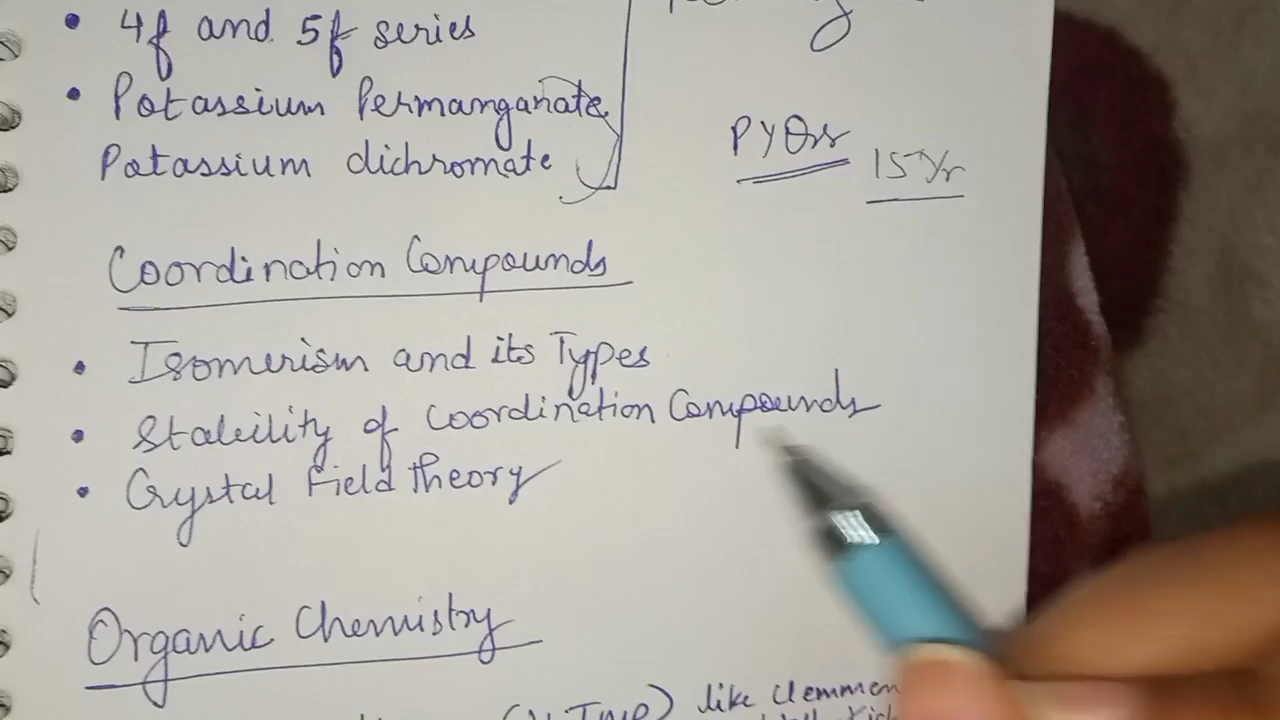 • 4f and 5f series
• Potassium Permanganate
Potassium dichromate
PYQs
15 Yr
Coordination Compounds
• Isomerism and its Types
• Stability of Coordination Compounds
• Crystal Field Theory
Organic Chemistry
like Clemmen